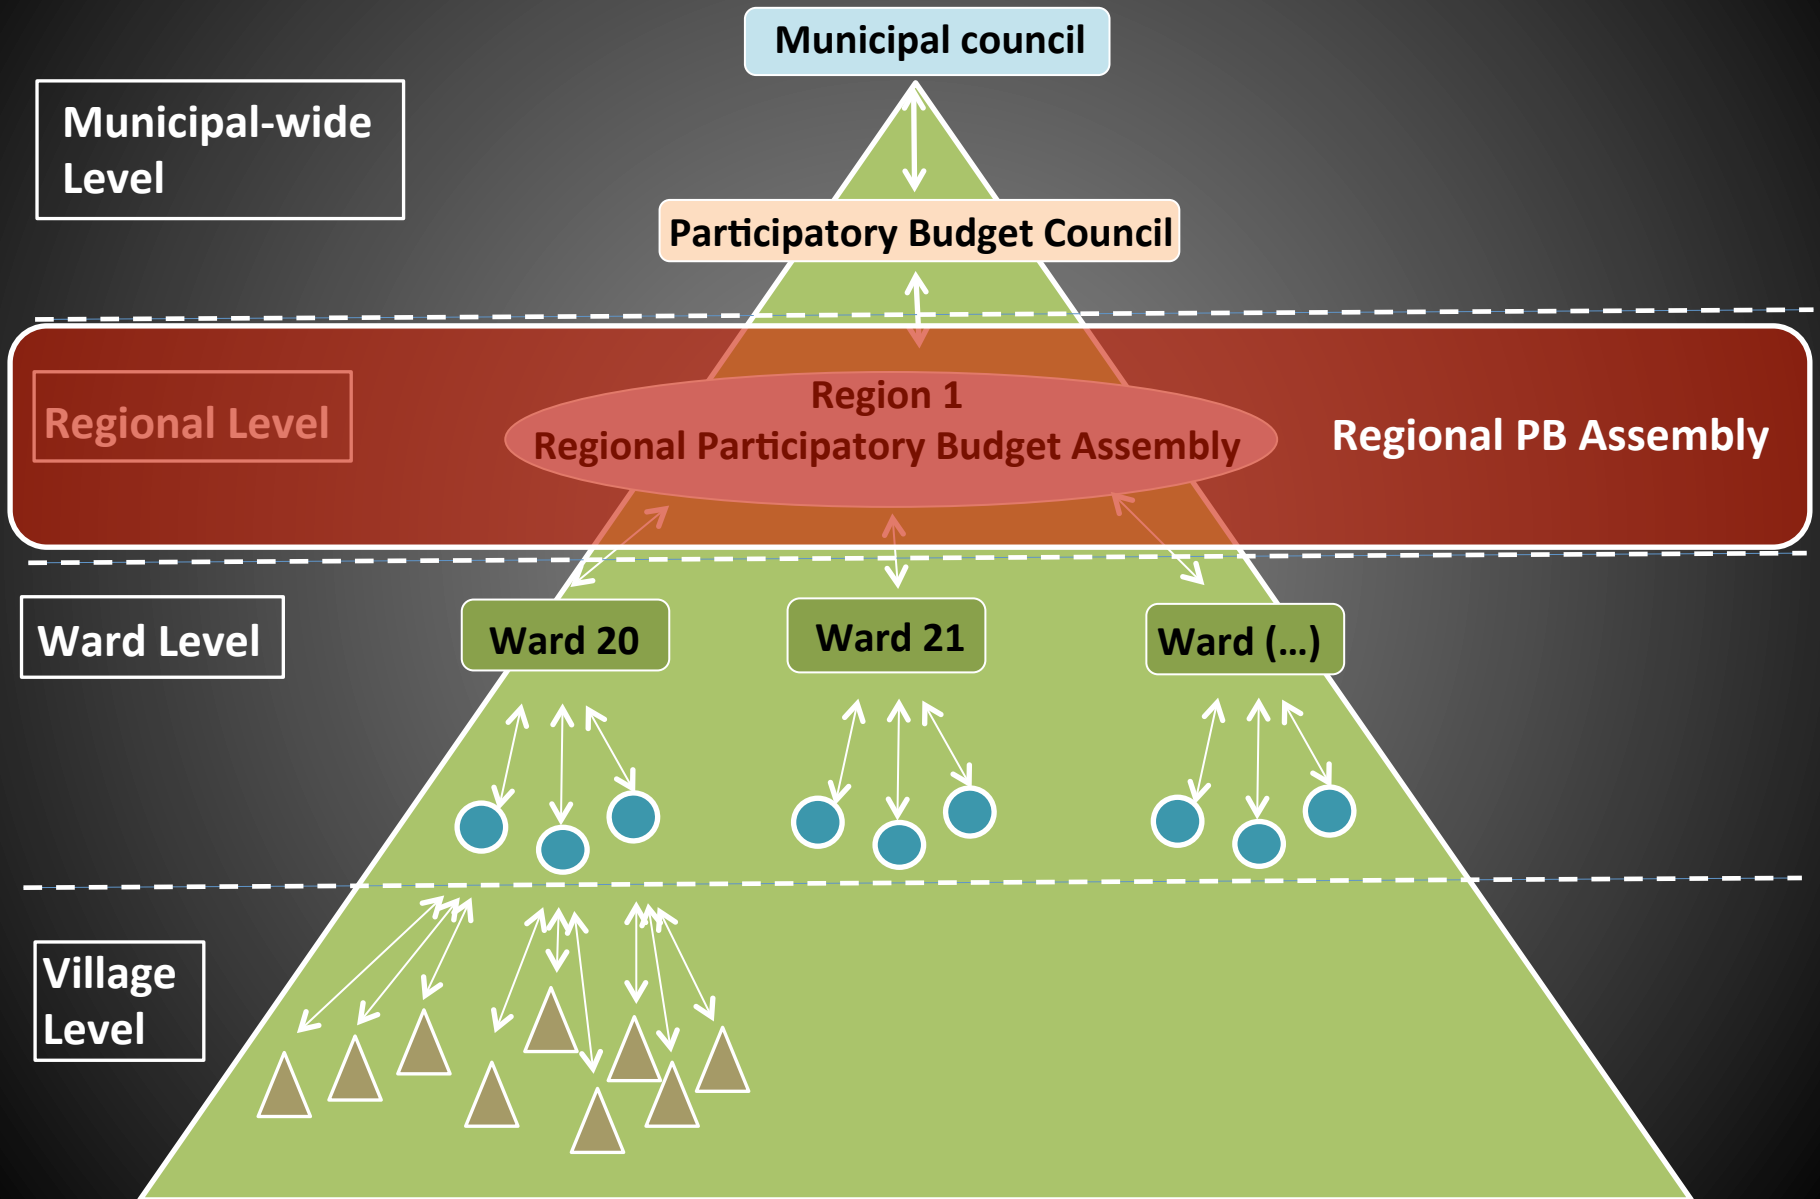 Municipal council
Municipal-wide
Level
Participatory Budget Council
Regional Level
Region 1
Regional Participatory Budget Assembly
Regional PB Assembly
Ward Level
Ward 20
Ward 21
Ward (...)
Village
Level